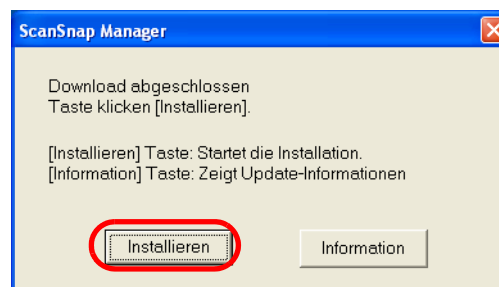 ScanSnap Manager
Download abgeschlossen
Taste klicken [Installieren].
[Installieren] Taste: Startet die Installation.
[Information] Taste: Zeigt Update-Informationen
Installieren
Information